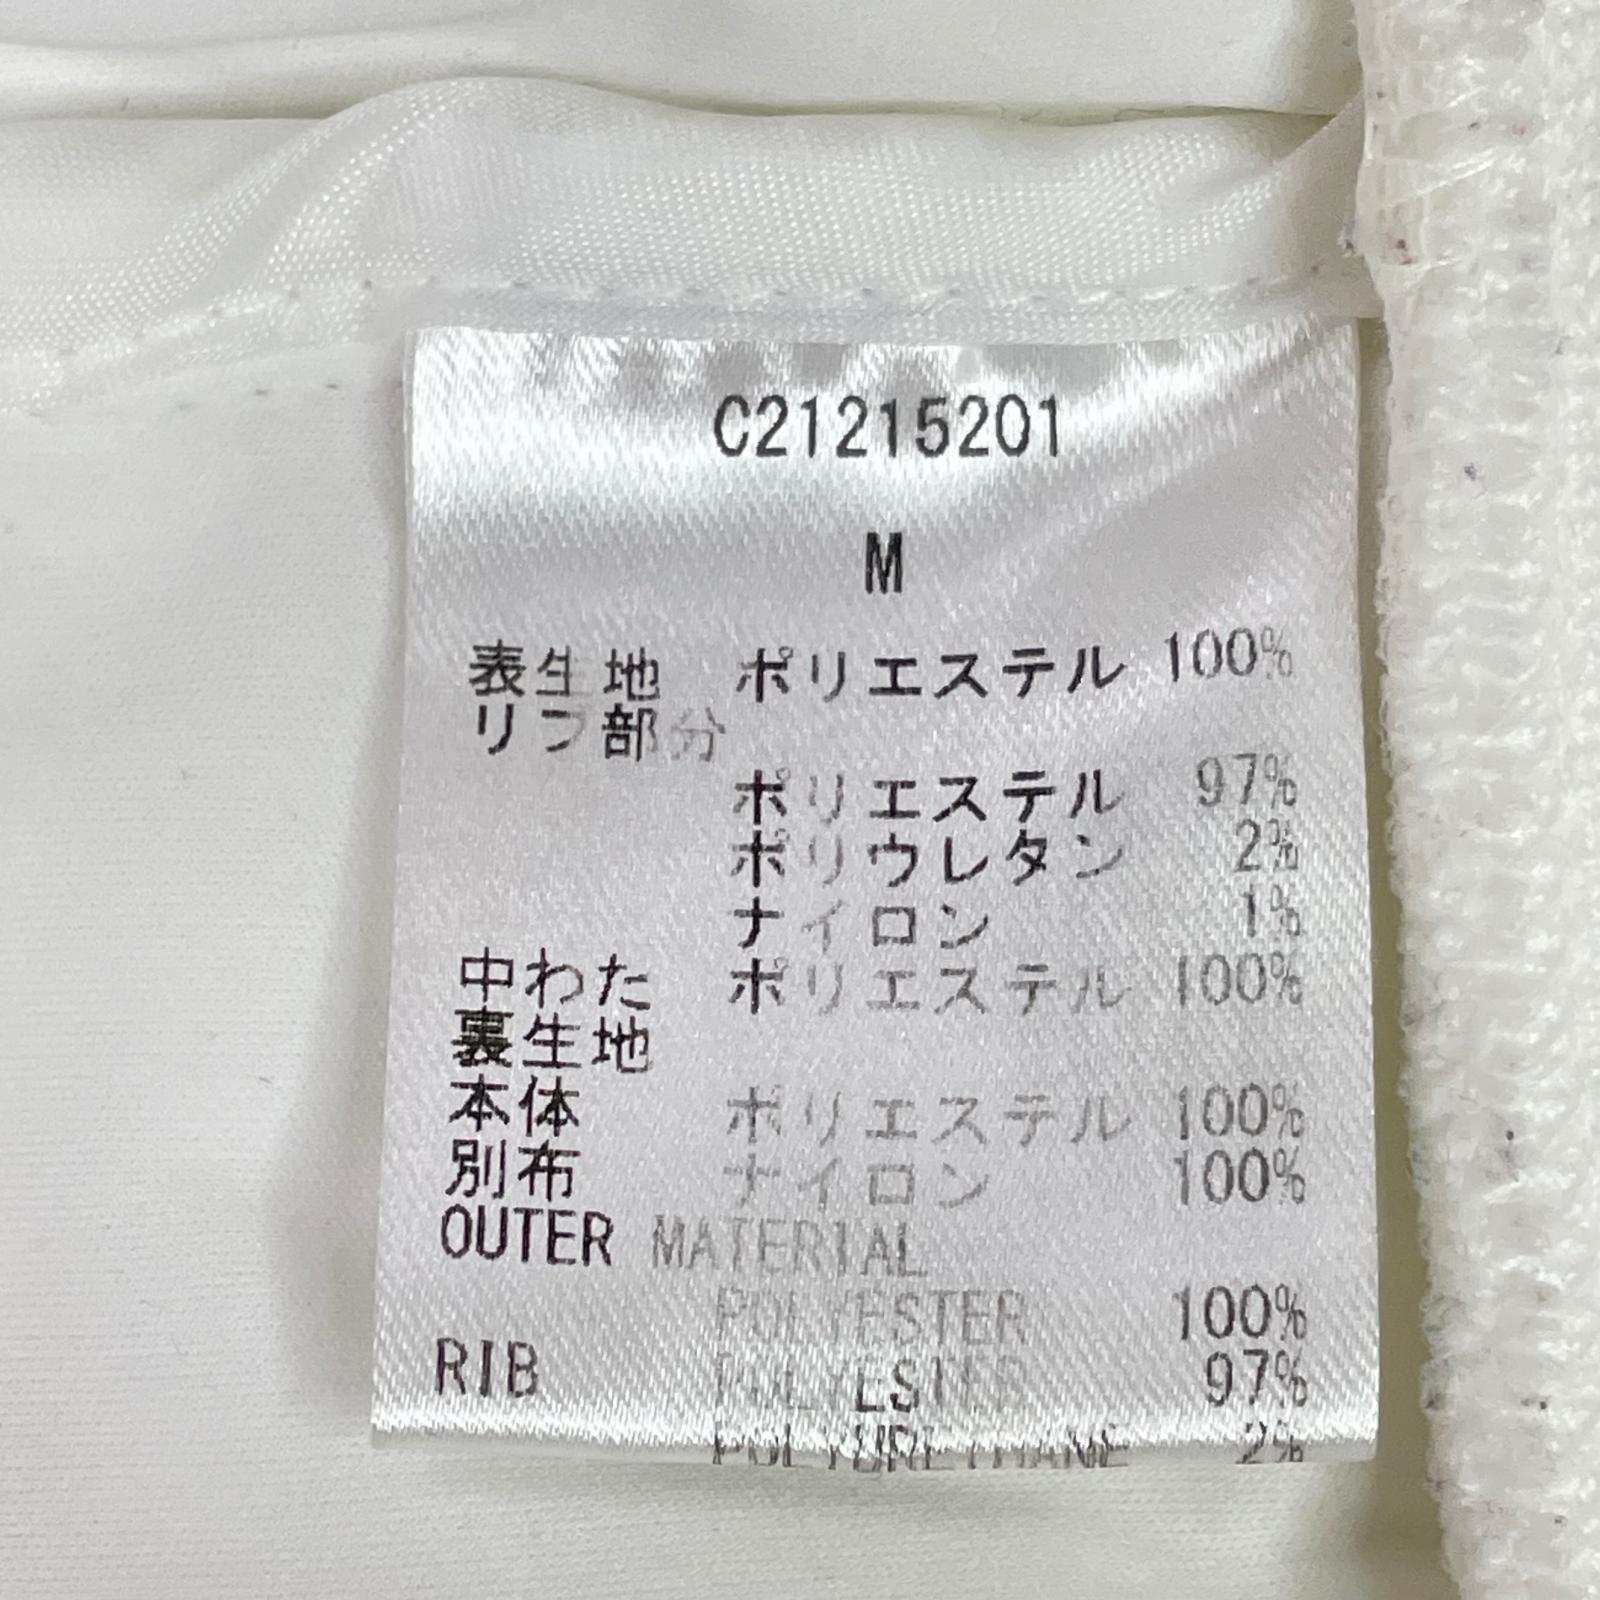 C21215201
M
表生地 ポリエステル 100%
リブ部分
ポリエステル 97%
ポリウレタン 2%
ナイロン 1%
中わた ポリエステル 100%
裏生地
本体 ポリエステル 100%
別布 ナイロン 100%
OUTER MATERIAL
POLYESTER 100%
RIB POLYESTER 97%
POLYURETHANE 2%